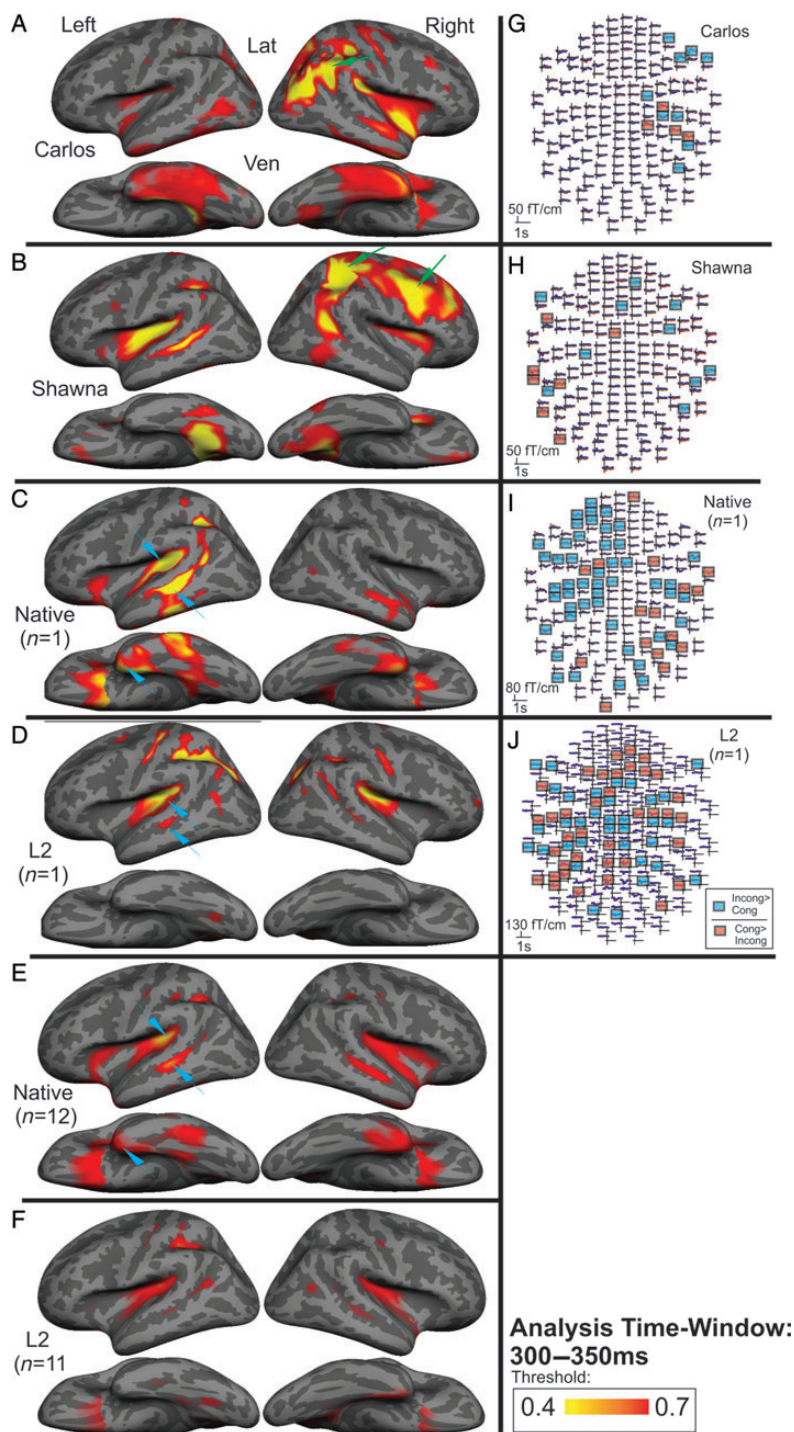 A
Left
Lat
Right
Carlos
Ven
B
Shawna
C
Native
(n=1)
D
L2
(n=1)
E
Native
(n=12)
F
L2
(n=11
G
Carlos
50 fT/cm
1s
H
Shawna
50 fT/cm
1s
I
Native
(n=1)
80 fT/cm
1s
J
L2
(n=1)
130 fT/cm
1s
Incong>
Cong
Cong>
Incong
Analysis Time-Window:
300–350ms
Threshold:
0.4 0.7